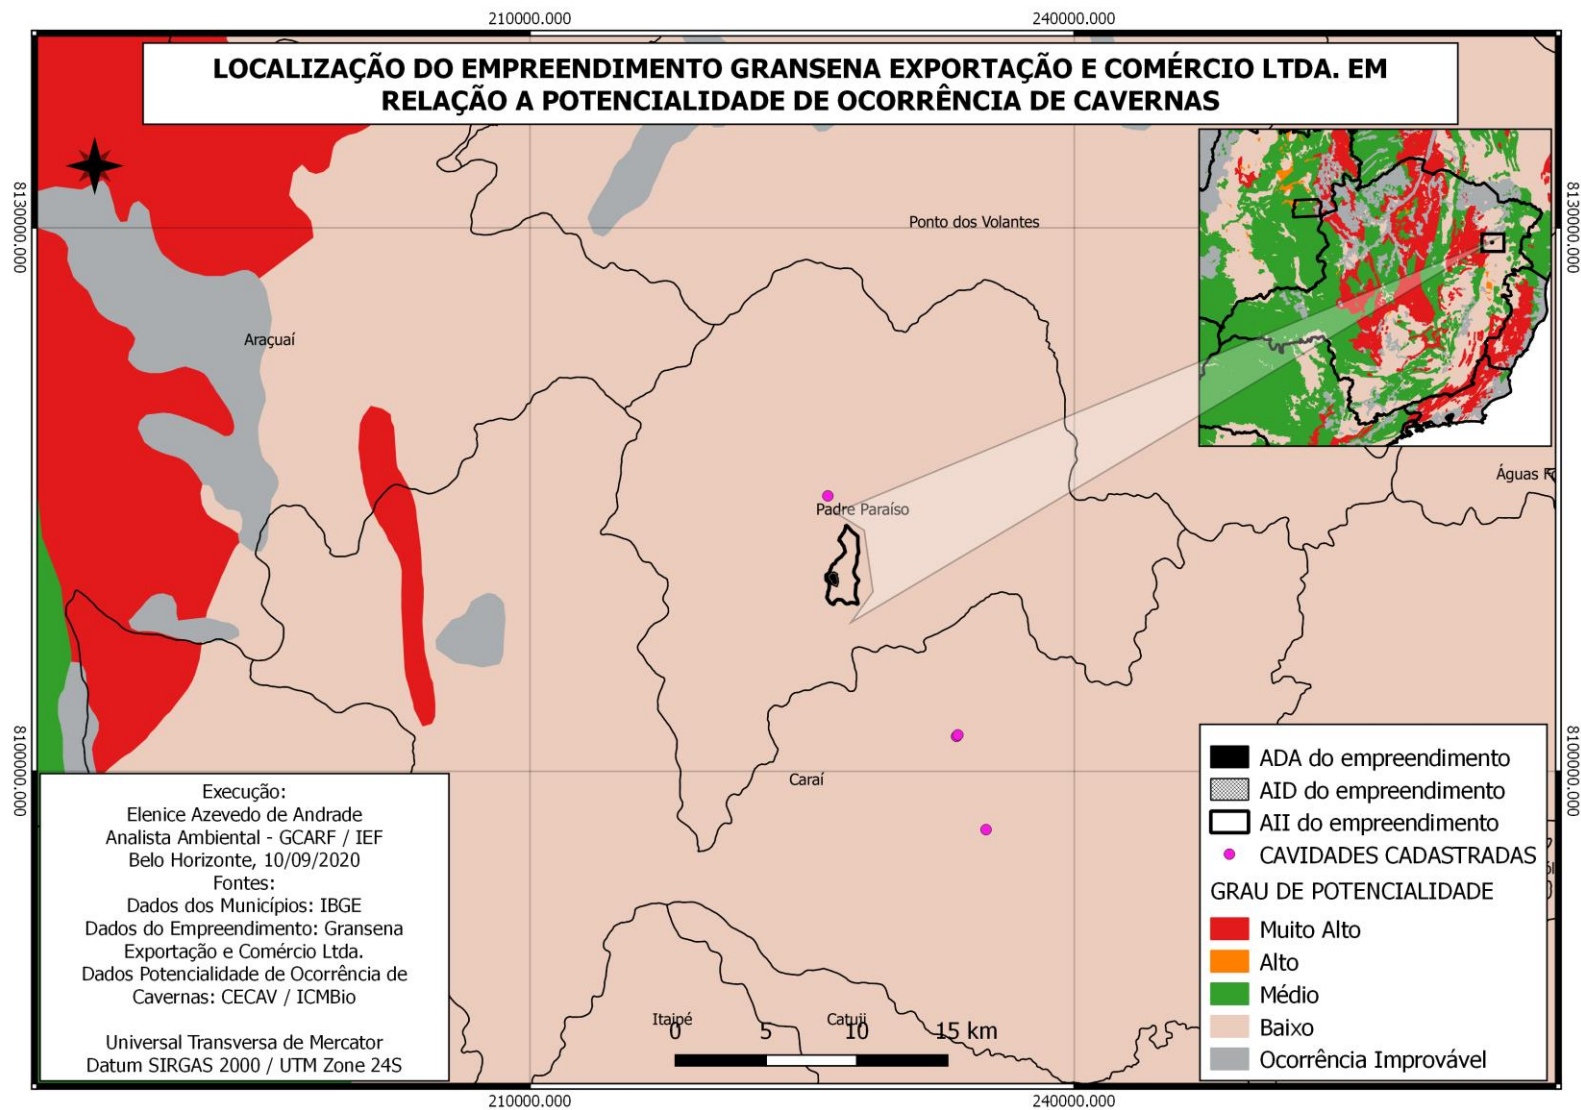 210000.000
240000.000
LOCALIZAÇÃO DO EMPREENDIMENTO GRANSENA EXPORTAÇÃO E COMÉRCIO LTDA. EM
RELAÇÃO A POTENCIALIDADE DE OCORRÊNCIA DE CAVERNAS
8130000.000
8130000.000
Ponto dos Volantes
Araçuaí
Águas F
Padre Paraíso
8100000.000
8100000.000
Caraí
Itaipé
Catuji
0 5 10 15 km
Execução:
Elenice Azevedo de Andrade
Analista Ambiental - GCARF / IEF
Belo Horizonte, 10/09/2020
Fontes:
Dados dos Municípios: IBGE
Dados do Empreendimento: Gransena
Exportação e Comércio Ltda.
Dados Potencialidade de Ocorrência de
Cavernas: CECAV / ICMBio
Universal Transversa de Mercator
Datum SIRGAS 2000 / UTM Zone 24S
ADA do empreendimento
AID do empreendimento
AII do empreendimento
CAVIDADES CADASTRADAS
GRAU DE POTENCIALIDADE
Muito Alto
Alto
Médio
Baixo
Ocorrência Improvável
210000.000
240000.000